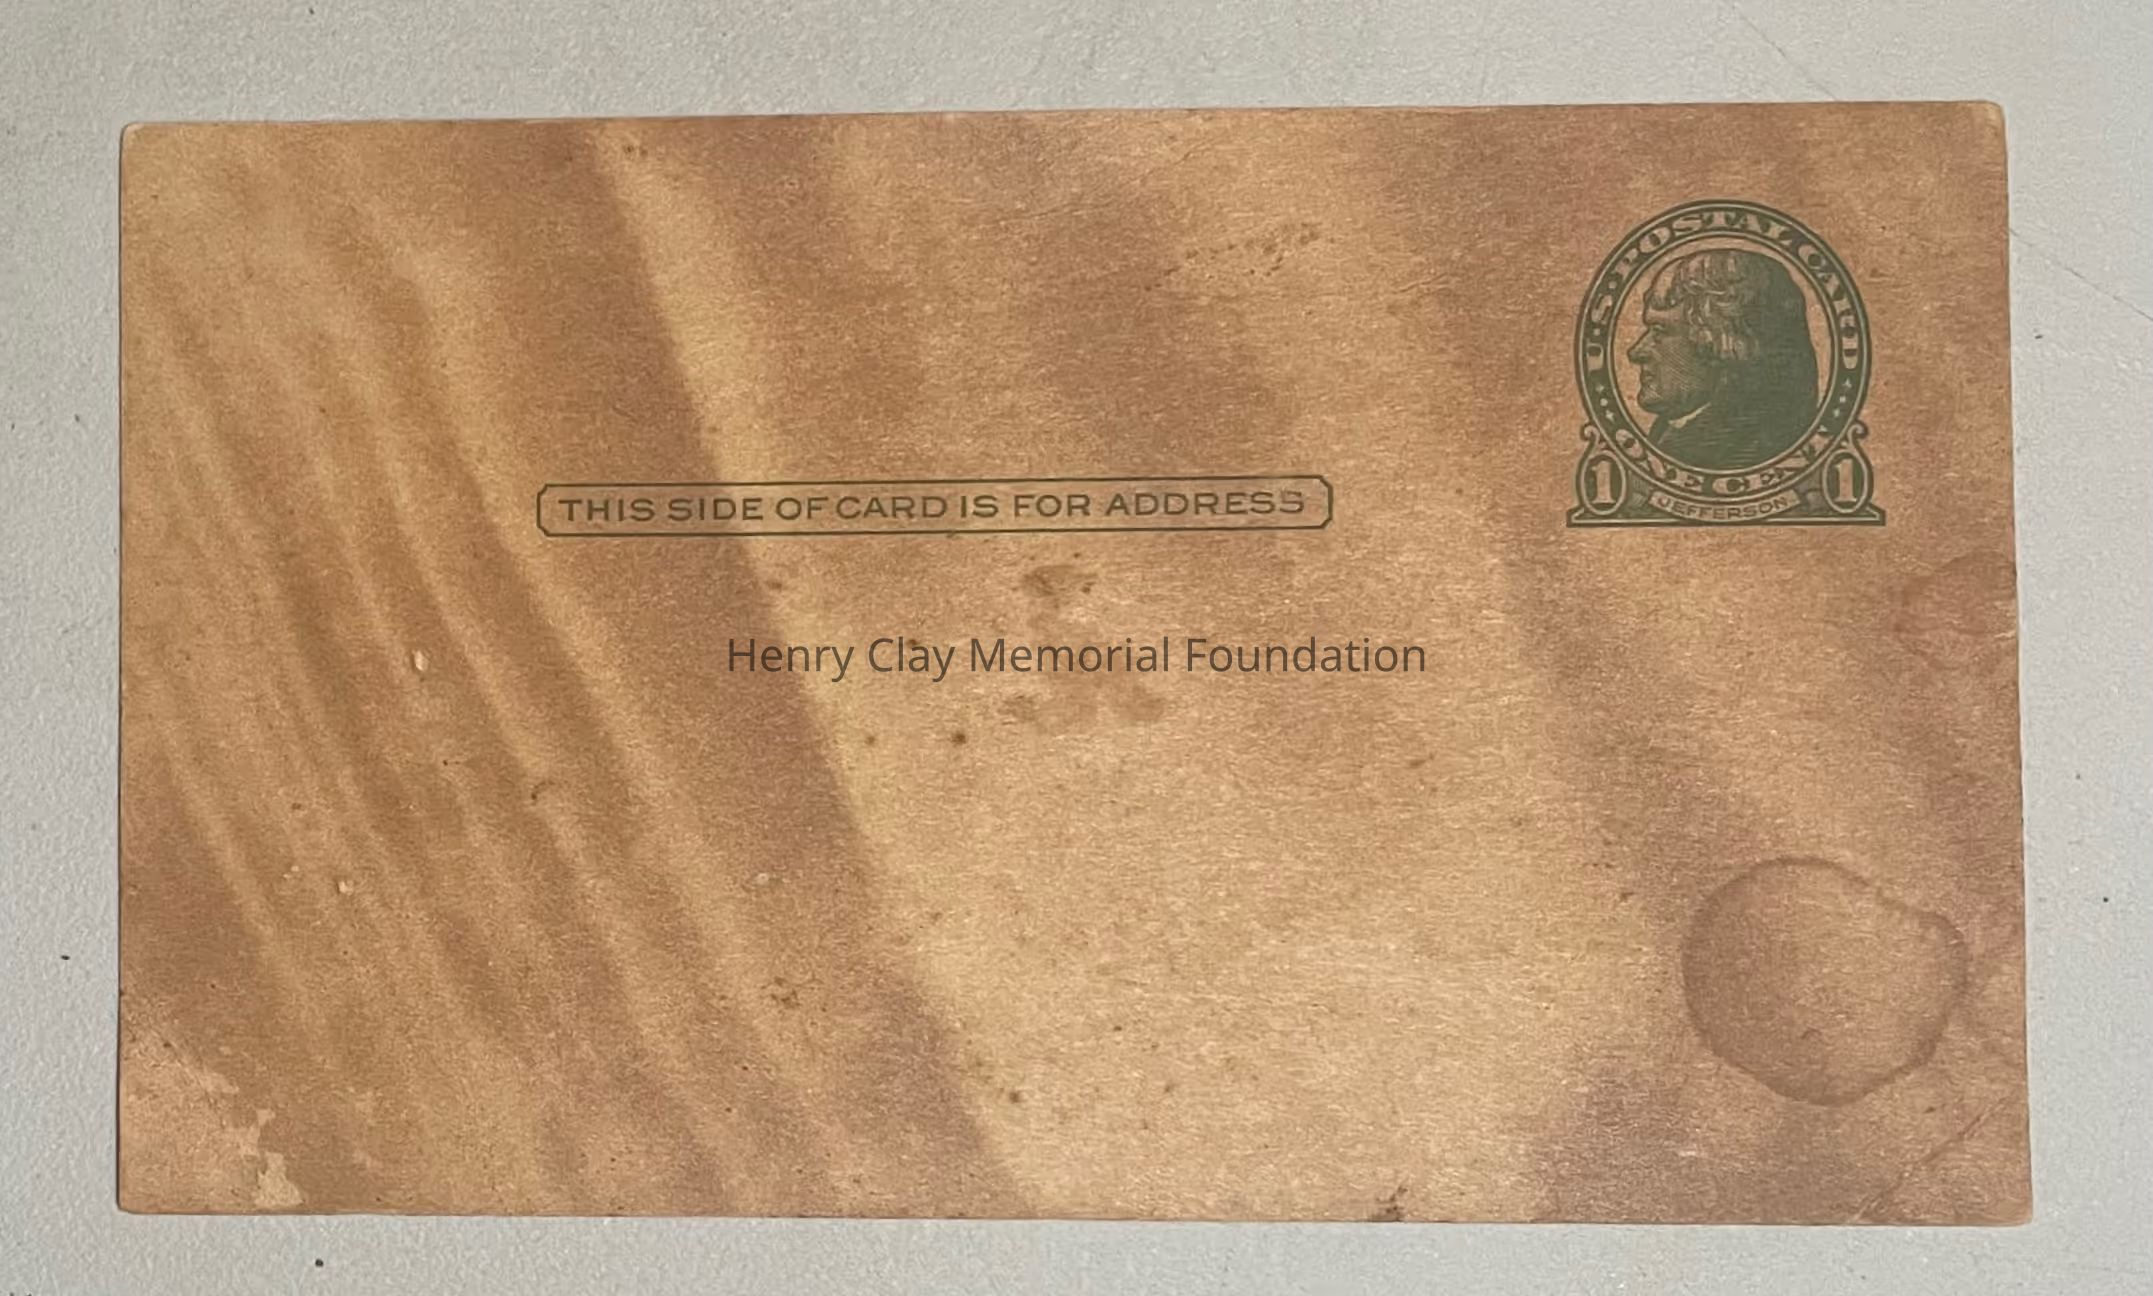 U.S. POSTAL CARD
ONE CENT
1 JEFFERSON 1
THIS SIDE OF CARD IS FOR ADDRESS
Henry Clay Memorial Foundation